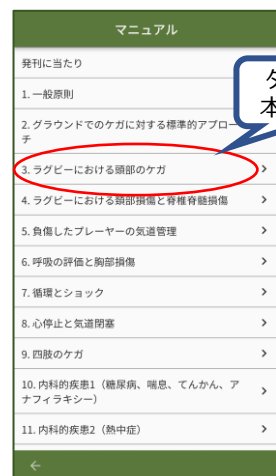 マニュアル
発刊に当たり
1. 一般原則
2. グラウンドでのケガに対する標準的アプロー
チ
3. ラグビーにおける頭部のケガ
4. ラグビーにおける頚部損傷と脊椎脊髄損傷
5. 負傷したプレーヤーの気道管理
6. 呼吸の評価と胸部損傷
7. 循環とショック
8. 心停止と気道閉塞
9. 四肢のケガ
10. 内科的疾患1（糖尿病、喘息、てんかん、ア
ナフィラキシー）
11. 内科的疾患2（熱中症）
本